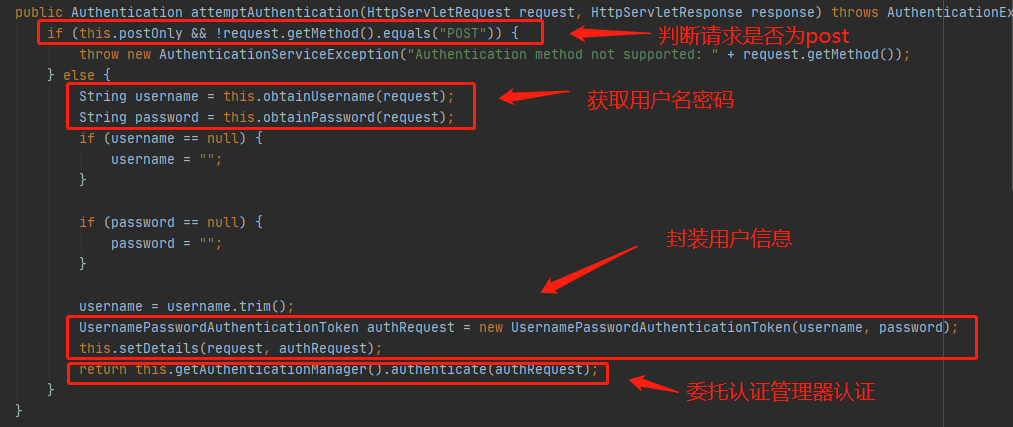 public Authentication attemptAuthentication(HttpServletRequest request, HttpServletResponse response) throws AuthenticationEx
if (this.postOnly && !request.getMethod().equals("POST")) {
判断请求是否为post
throw new AuthenticationServiceException("Authentication method not supported: " + request.getMethod());
} else {
String username = this.obtainUsername(request);
获取用户名密码
String password = this.obtainPassword(request);
if (username == null) {
username = "";
}
if (password == null) {
封装用户信息
password = "";
}
username = username.trim();
UsernamePasswordAuthenticationToken authRequest = new UsernamePasswordAuthenticationToken(username, password);
this.setDetails(request, authRequest);
return this.getAuthenticationManager().authenticate(authRequest);
委托认证管理器认证
}
}